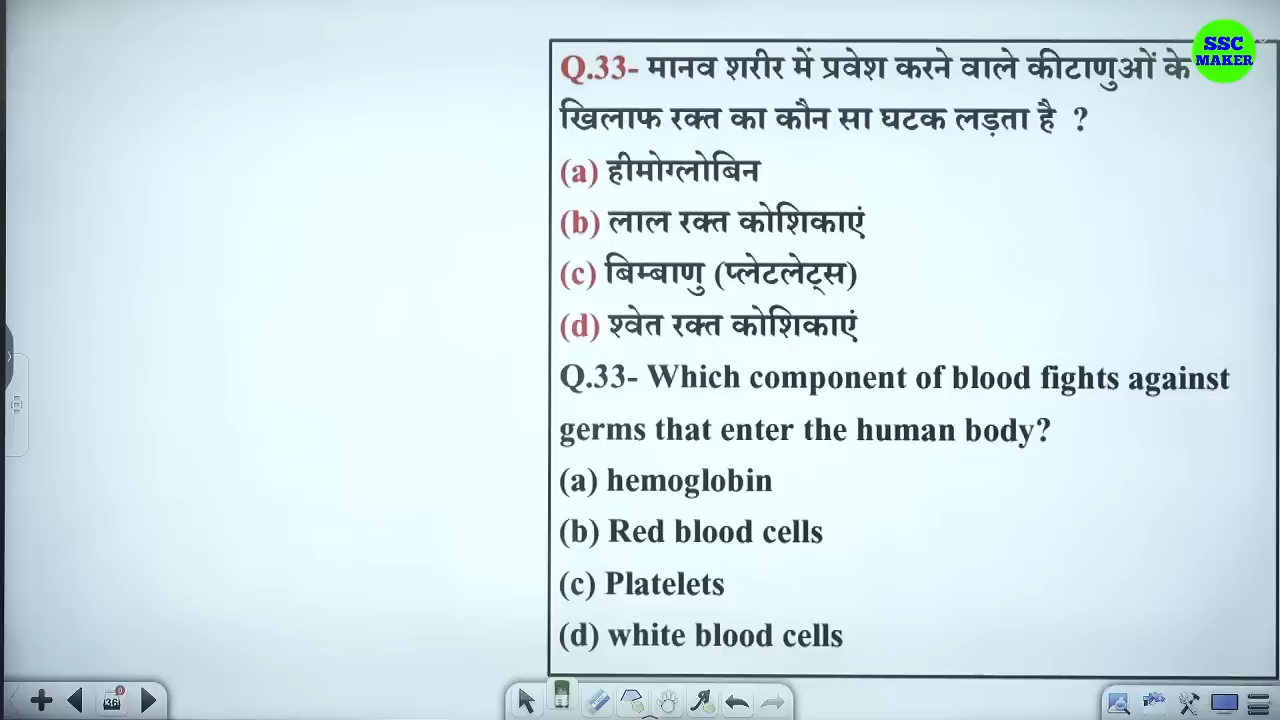 SSC
MAKER
Q.33- मानव शरीर में प्रवेश करने वाले कीटाणुओं के
खिलाफ रक्त का कौन सा घटक लड़ता है ?
(a) हीमोग्लोबिन
(b) लाल रक्त कोशिकाएं
(c) बिम्बाणु (प्लेटलेट्स)
(d) श्वेत रक्त कोशिकाएं
Q.33- Which component of blood fights against
germs that enter the human body?
(a) hemoglobin
(b) Red blood cells
(c) Platelets
(d) white blood cells
36